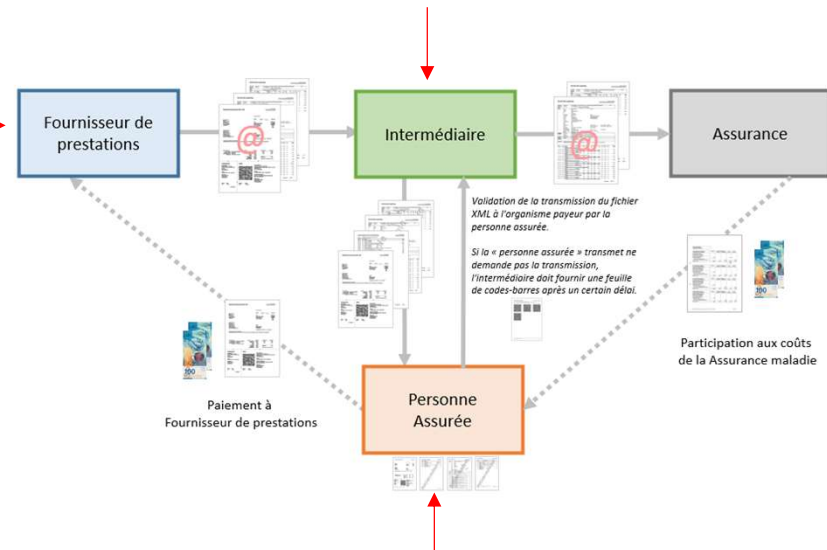 Fournisseur de
prestations
@
Intermédiaire
@
Assurance
Validation de la transmission du fichier
XML à l'organisme payeur par la
personne assurée.
Si la « personne assurée » transmet ne
demande pas la transmission,
l'intermédiaire doit fournir une feuille
de codes-barres après un certain délai.
100
Participation aux coûts
de la Assurance maladie
100
Paiement à
Fournisseur de prestations
Personne
Assurée